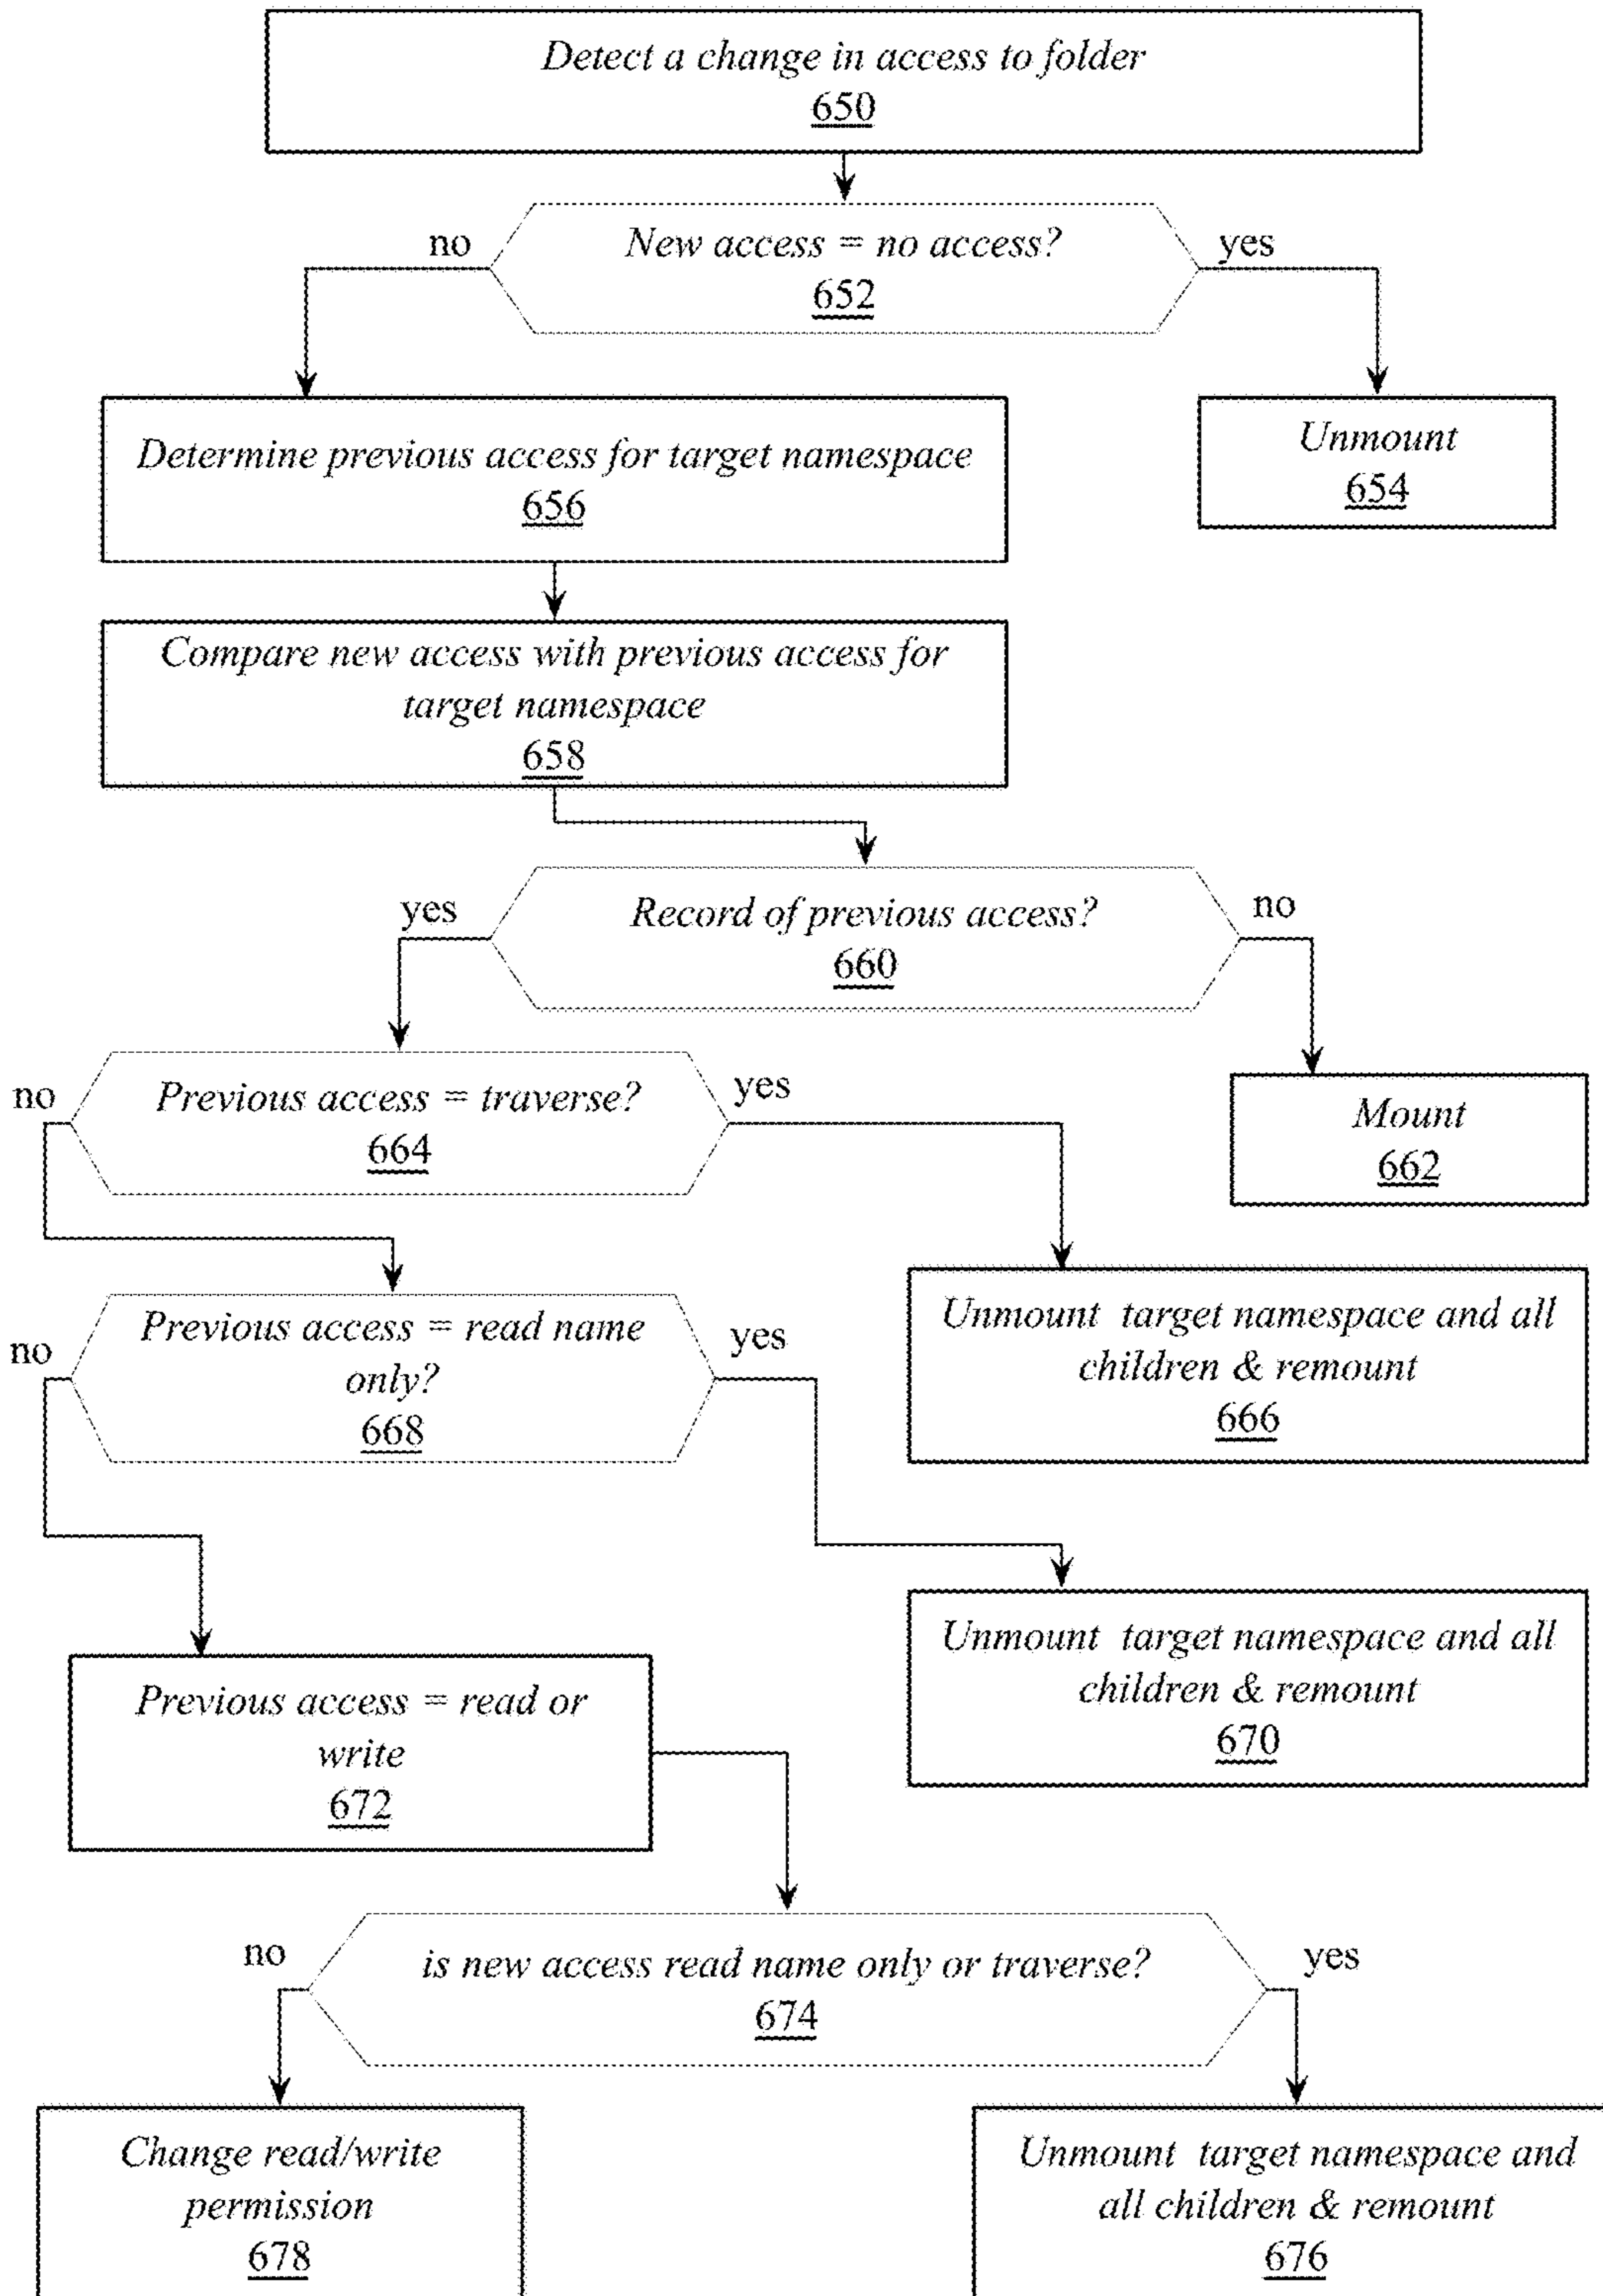 Detect a change in access to folder
650
New access = no access?
652
no
yes
Determine previous access for target namespace
656
Unmount
654
Compare new access with previous access for
target namespace
658
Record of previous access?
660
yes
no
Previous access = traverse?
664
no
yes
Mount
662
Unmount target namespace and all
children & remount
666
Previous access = read name
only?
668
no
yes
Unmount target namespace and all
children & remount
670
Previous access = read or
write
672
is new access read name only or traverse?
674
no
yes
Change read/write
permission
678
Unmount target namespace and
all children & remount
676